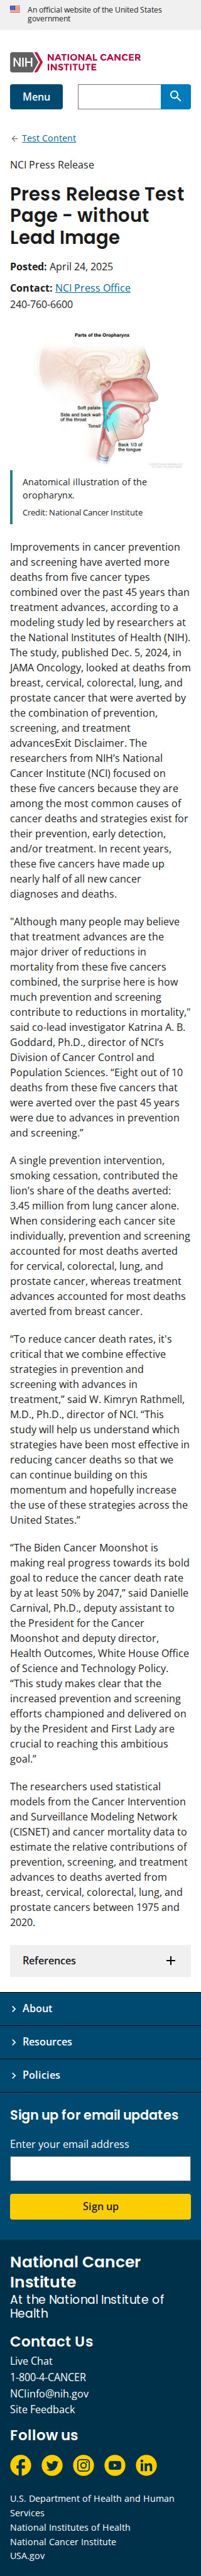 An official website of the United States
government
NIH NATIONAL CANCER
INSTITUTE
Menu
Test Content
NCI Press Release
Press Release Test
Page - without
Lead Image
Posted: April 24, 2025
Contact: NCI Press Office
240-760-6600
Parts of the Oropharynx
Soft palate
Side and back
wall of the throat
Tonsil
Back 1/3 of
the tongue
Anatomical illustration of the
oropharynx.
Credit: National Cancer Institute
Improvements in cancer prevention
and screening have averted more
deaths from five cancer types
combined over the past 45 years than
treatment advances, according to a
modeling study led by researchers at
the National Institutes of Health (NIH).
The study, published Dec. 5, 2024, in
JAMA Oncology, looked at deaths from
breast, cervical, colorectal, lung, and
prostate cancer that were averted by
the combination of prevention,
screening, and treatment
advancesExit Disclaimer. The
researchers from NIH’s National
Cancer Institute (NCI) focused on
these five cancers because they are
among the most common causes of
cancer deaths and strategies exist for
their prevention, early detection,
and/or treatment. In recent years,
these five cancers have made up
nearly half of all new cancer
diagnoses and deaths.
"Although many people may believe
that treatment advances are the
major driver of reductions in
mortality from these five cancers
combined, the surprise here is how
much prevention and screening
contribute to reductions in mortality,"
said co-lead investigator Katrina A. B.
Goddard, Ph.D., director of NCI’s
Division of Cancer Control and
Population Sciences. “Eight out of 10
deaths from these five cancers that
were averted over the past 45 years
were due to advances in prevention
and screening.”
A single prevention intervention,
smoking cessation, contributed the
lion’s share of the deaths averted:
3.45 million from lung cancer alone.
When considering each cancer site
individually, prevention and screening
accounted for most deaths averted
for cervical, colorectal, lung, and
prostate cancer, whereas treatment
advances accounted for most deaths
averted from breast cancer.
“To reduce cancer death rates, it's
critical that we combine effective
strategies in prevention and
screening with advances in
treatment,” said W. Kimryn Rathmell,
M.D., Ph.D., director of NCI. “This
study will help us understand which
strategies have been most effective in
reducing cancer deaths so that we
can continue building on this
momentum and hopefully increase
the use of these strategies across the
United States.”
“The Biden Cancer Moonshot is
making real progress towards its bold
goal to reduce the cancer death rate
by at least 50% by 2047,” said Danielle
Carnival, Ph.D., deputy assistant to
the President for the Cancer
Moonshot and deputy director,
Health Outcomes, White House Office
of Science and Technology Policy.
“This study makes clear that the
increased prevention and screening
efforts championed and delivered on
by the President and First Lady are
crucial to reaching this ambitious
goal.”
The researchers used statistical
models from the Cancer Intervention
and Surveillance Modeling Network
(CISNET) and cancer mortality data to
estimate the relative contributions of
prevention, screening, and treatment
advances to deaths averted from
breast, cervical, colorectal, lung, and
prostate cancers between 1975 and
2020.
References
About
Resources
Policies
Sign up for email updates
Enter your email address
Sign up
National Cancer
Institute
At the National Institute of
Health
Contact Us
Live Chat
1-800-4-CANCER
NCIinfo@nih.gov
Site Feedback
Follow us
U.S. Department of Health and Human
Services
National Institutes of Health
National Cancer Institute
USA.gov